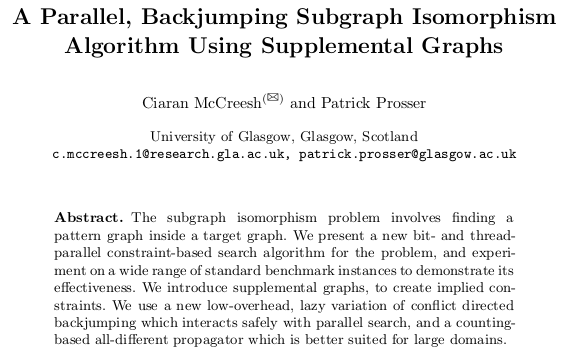 A Parallel, Backjumping Subgraph Isomorphism
Algorithm Using Supplemental Graphs
Ciaran McCreesh(✉) and Patrick Prosser
University of Glasgow, Glasgow, Scotland
c.mccreesh.1@research.gla.ac.uk, patrick.prosser@glasgow.ac.uk
Abstract. The subgraph isomorphism problem involves finding a
pattern graph inside a target graph. We present a new bit- and thread-
parallel constraint-based search algorithm for the problem, and experi-
ment on a wide range of standard benchmark instances to demonstrate its
effectiveness. We introduce supplemental graphs, to create implied con-
straints. We use a new low-overhead, lazy variation of conflict directed
backjumping which interacts safely with parallel search, and a counting-
based all-different propagator which is better suited for large domains.